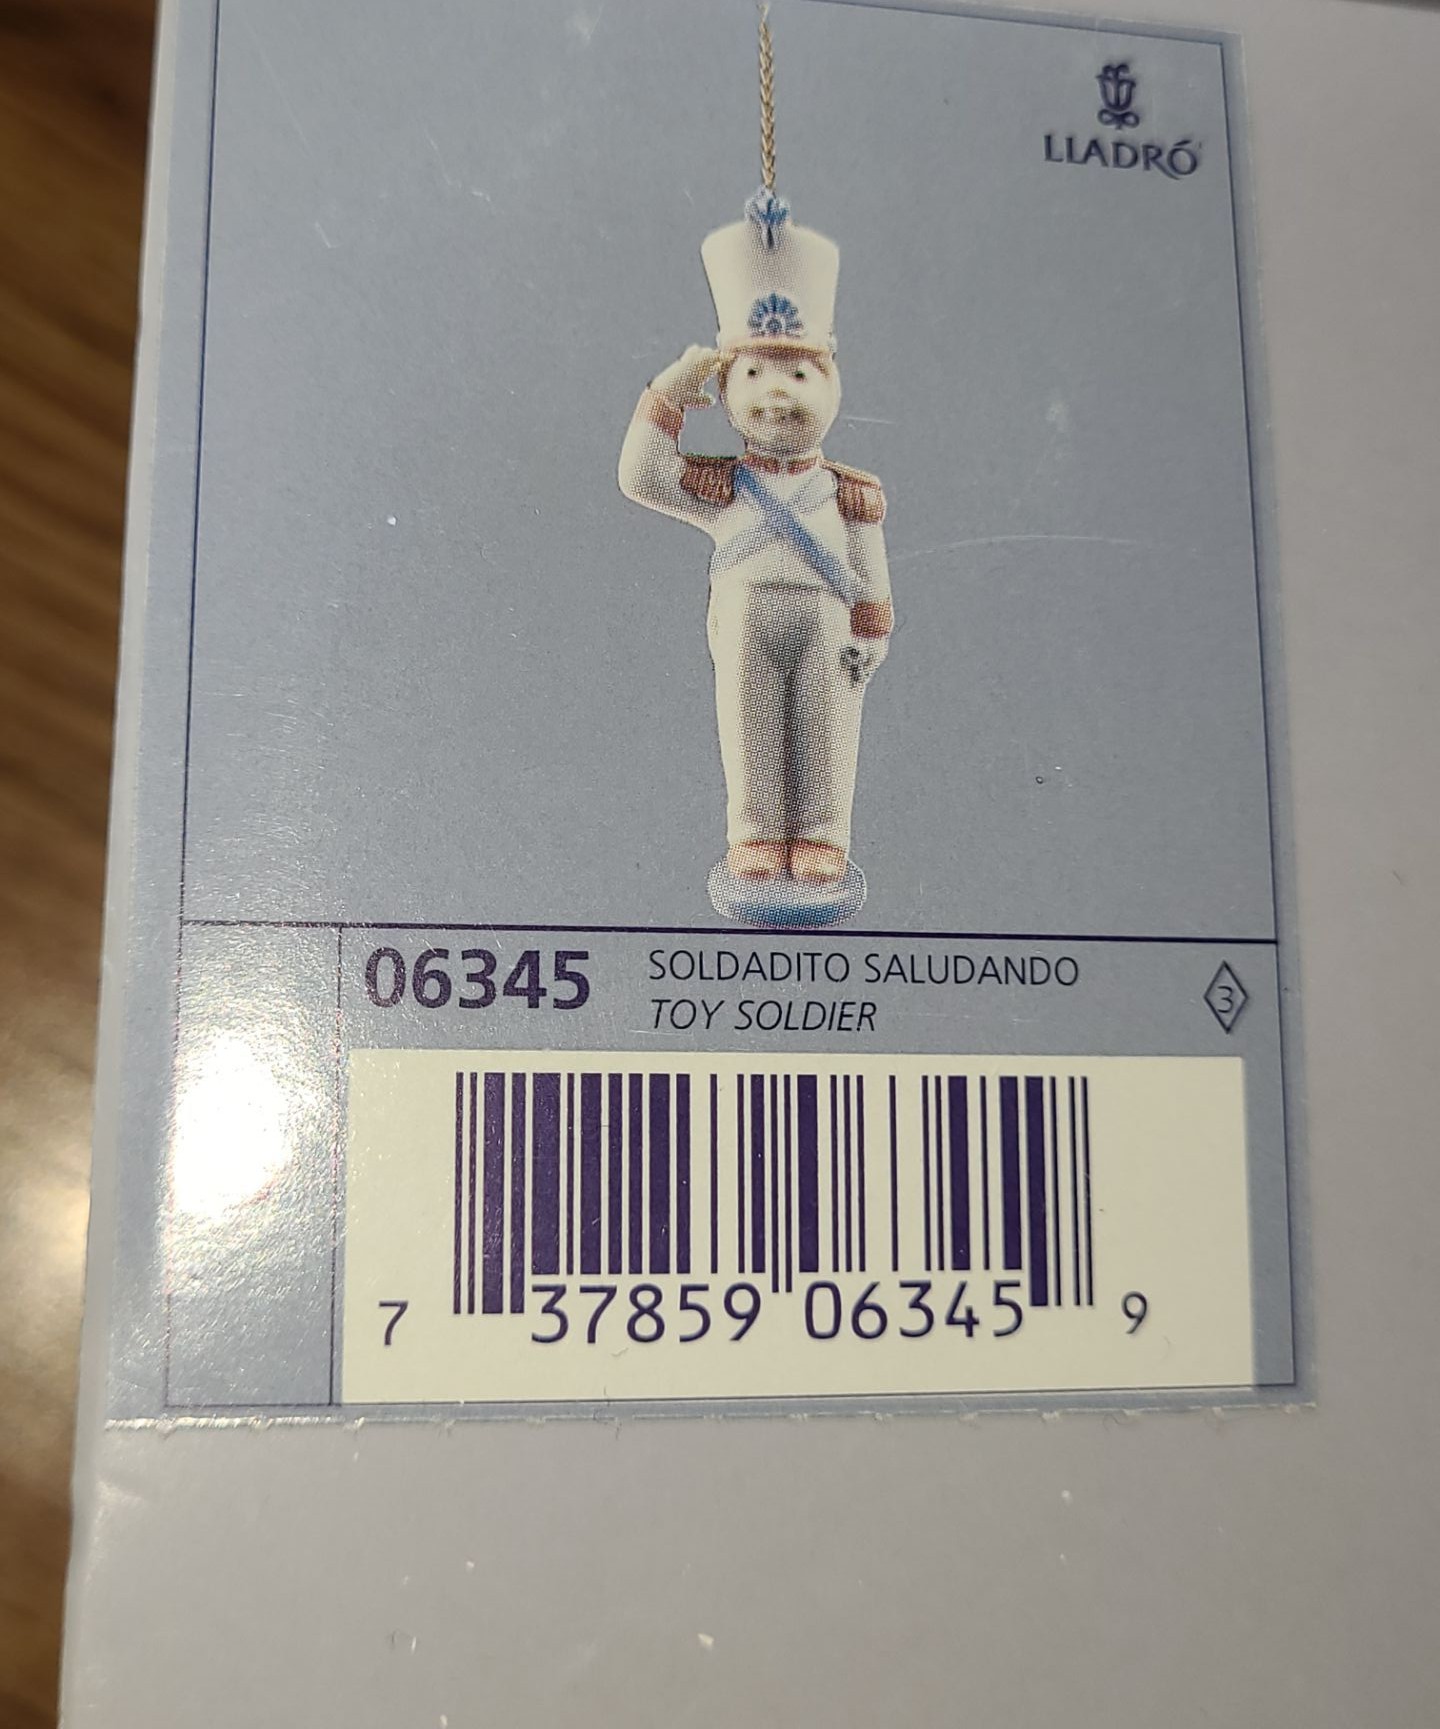 LLADRÓ
06345 SOLDADITO SALUDANDO
TOY SOLDIER
3
7 37859 06345 9